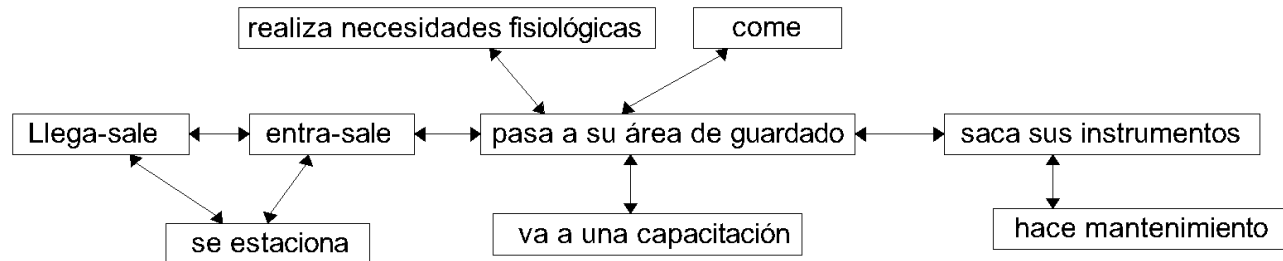 realiza necesidades fisiológicas
come
Llega-sale
entra-sale
pasa a su área de guardado
saca sus instrumentos
se estaciona
va a una capacitación
hace mantenimiento